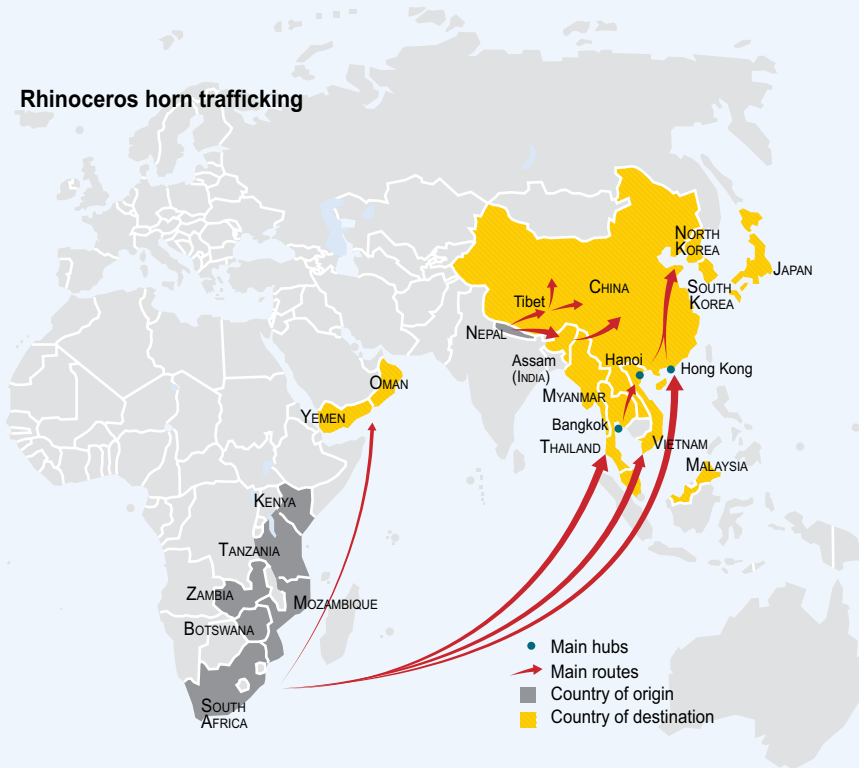 Rhinoceros horn trafficking
NORTH
KOREA
JAPAN
SOUTH
KOREA
CHINA
Tibet
NEPAL
Assam
(INDIA)
Hanoi
Hong Kong
MYANMAR
Bangkok
THAILAND
VIETNAM
MALAYSIA
OMAN
YEMEN
KENYA
TANZANIA
ZAMBIA
MOZAMBIQUE
BOTSWANA
SOUTH
AFRICA
Main hubs
Main routes
Country of origin
Country of destination